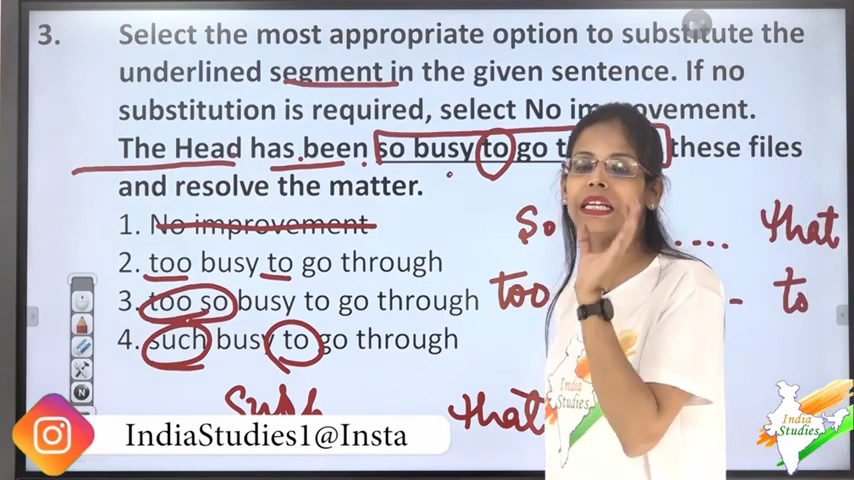 3. Select the most appropriate option to substitute the
underlined segment in the given sentence. If no
substitution is required, select No improvement.
The Head has been so busy to go these files
and resolve the matter.
1. No improvement
2. too busy to go through
3. too so busy to go through
4. such busy to go through
So .... that
too - to
Such that
N
India
Studies
IndiaStudies1@Insta
India
Studies